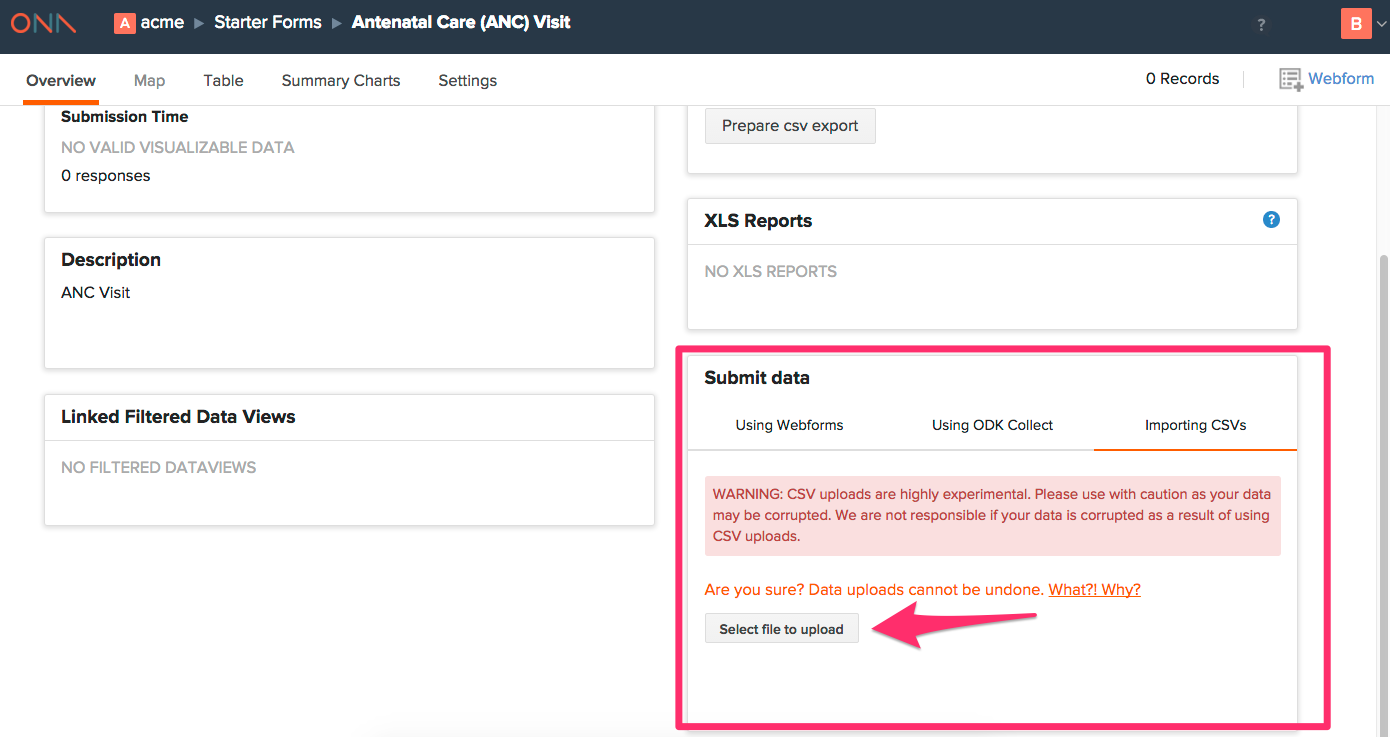 ONA A acme ▶ Starter Forms ▶ Antenatal Care (ANC) Visit ? B
Overview Map Table Summary Charts Settings 0 Records Webform
Submission Time
NO VALID VISUALIZABLE DATA
0 responses
Description
ANC Visit
Linked Filtered Data Views
NO FILTERED DATAVIEWS
Prepare csv export
XLS Reports ?
NO XLS REPORTS
Submit data
Using Webforms Using ODK Collect Importing CSVs
WARNING: CSV uploads are highly experimental. Please use with caution as your data
may be corrupted. We are not responsible if your data is corrupted as a result of using
CSV uploads.
Are you sure? Data uploads cannot be undone. What?! Why?
Select file to upload